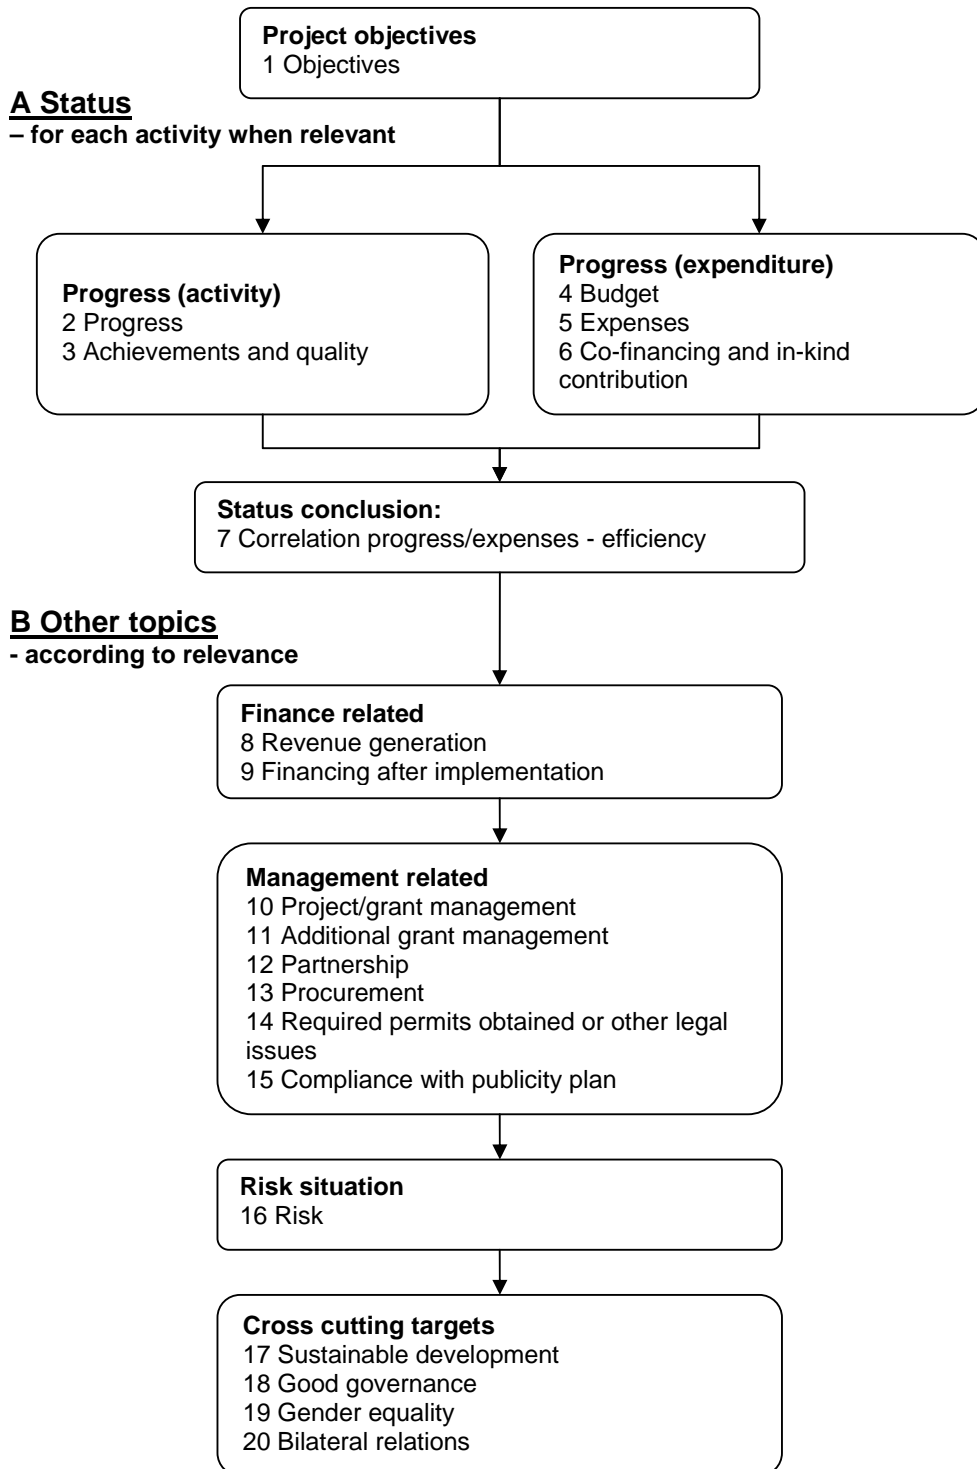 Project objectives
1 Objectives
A Status
– for each activity when relevant
Progress (activity)
2 Progress
3 Achievements and quality
Progress (expenditure)
4 Budget
5 Expenses
6 Co-financing and in-kind
contribution
Status conclusion:
7 Correlation progress/expenses - efficiency
B Other topics
- according to relevance
Finance related
8 Revenue generation
9 Financing after implementation
Management related
10 Project/grant management
11 Additional grant management
12 Partnership
13 Procurement
14 Required permits obtained or other legal
issues
15 Compliance with publicity plan
Risk situation
16 Risk
Cross cutting targets
17 Sustainable development
18 Good governance
19 Gender equality
20 Bilateral relations